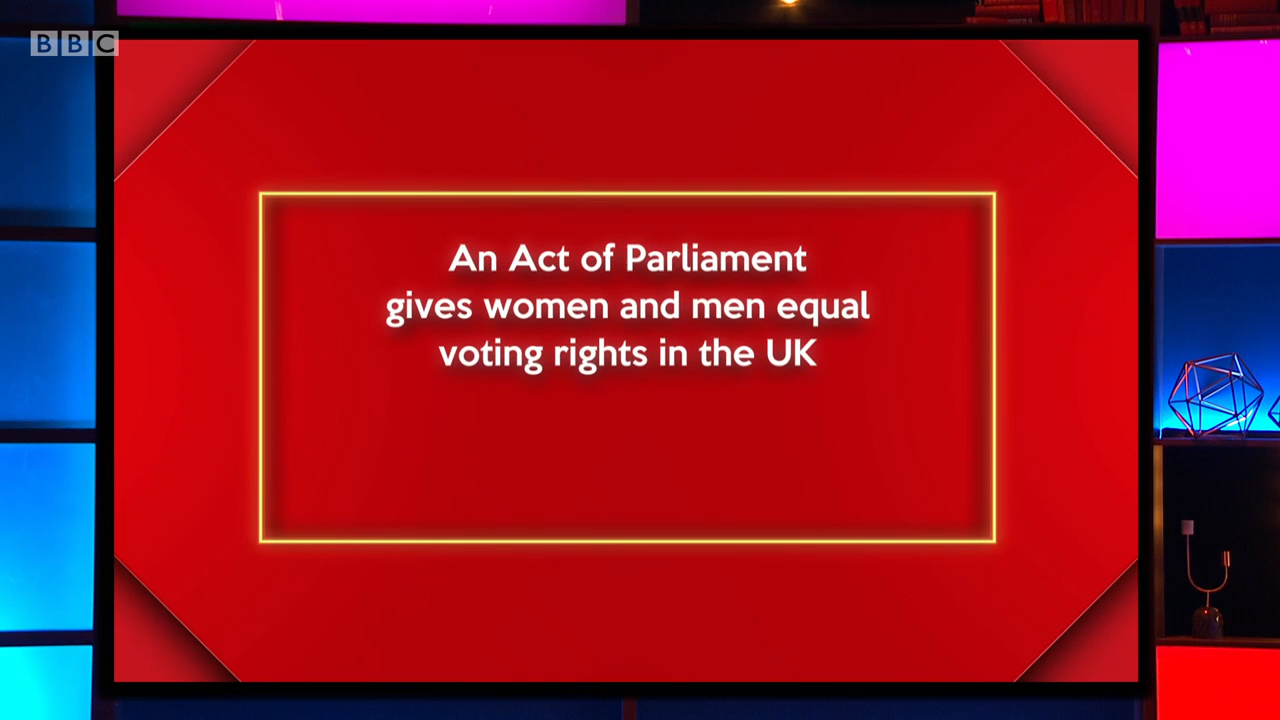 BBC
An Act of Parliament
gives women and men equal
voting rights in the UK